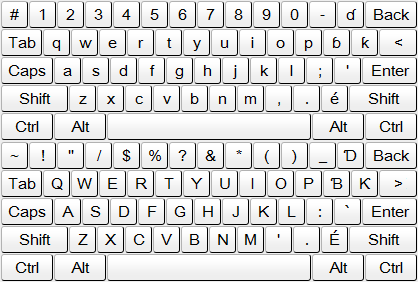 # 1 2 3 4 5 6 7 8 9 0 - ɗ Back
Tab q w e r t y u i o p ɓ ƙ <
Caps a s d f g h j k l ; ' Enter
Shift z x c v b n m , . é Shift
Ctrl Alt Alt Ctrl
~ ! " / $ % ? & * ( ) _ Ɗ Back
Tab Q W E R T Y U I O P Ɓ Ƙ >
Caps A S D F G H J K L : ` Enter
Shift Z X C V B N M ' . É Shift
Ctrl Alt Alt Ctrl